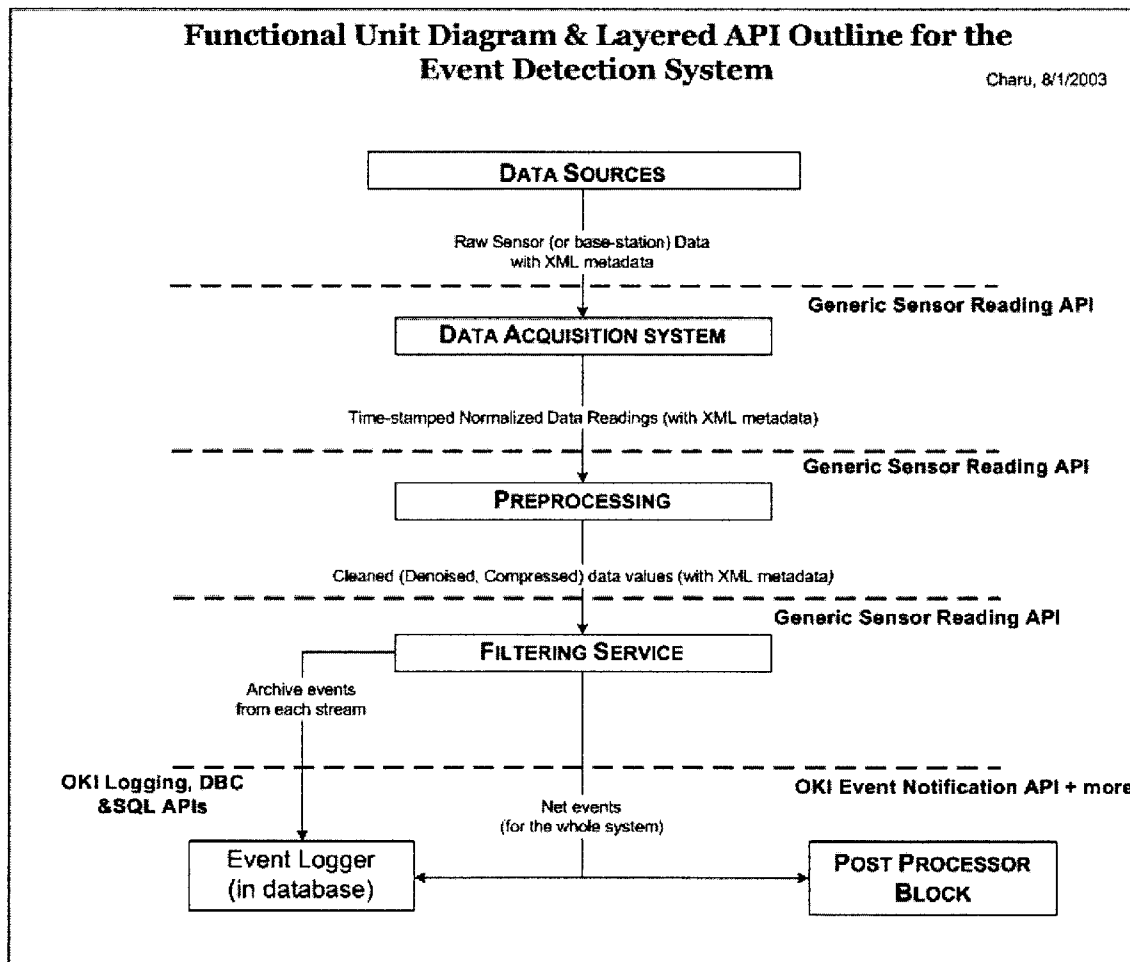 Functional Unit Diagram & Layered API Outline for the
Event Detection System
Charu, 8/1/2003
DATA SOURCES
Raw Sensor (or base-station) Data
with XML metadata
Generic Sensor Reading API
DATA ACQUISITION SYSTEM
Time-stamped Normalized Data Readings (with XML metadata)
Generic Sensor Reading API
PREPROCESSING
Cleaned (Denoised, Compressed) data values (with XML metadata)
Generic Sensor Reading API
FILTERING SERVICE
Archive events
from each stream
OKI Logging, DBC
&SQL APIs
OKI Event Notification API + more
Net events
(for the whole system)
Event Logger
(in database)
POST PROCESSOR
BLOCK